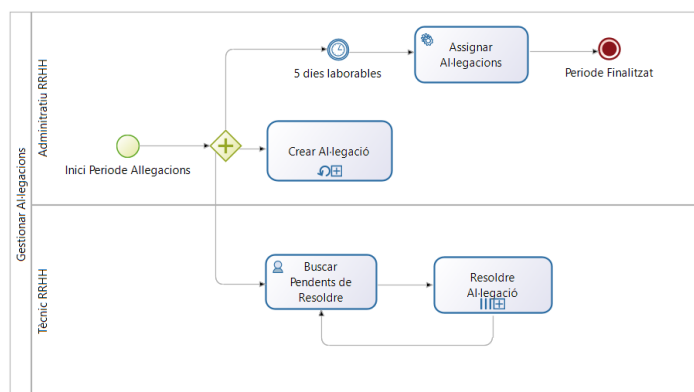 Gestionar Al·legacions
Adminitratiu RRHH
5 dies laborables
Assignar
Al·legacions
Periode Finalitzat
Inici Periode Allegacions
Crear Al·legació
Tècnic RRHH
Buscar
Pendents de
Resoldre
Resoldre
Al·legació